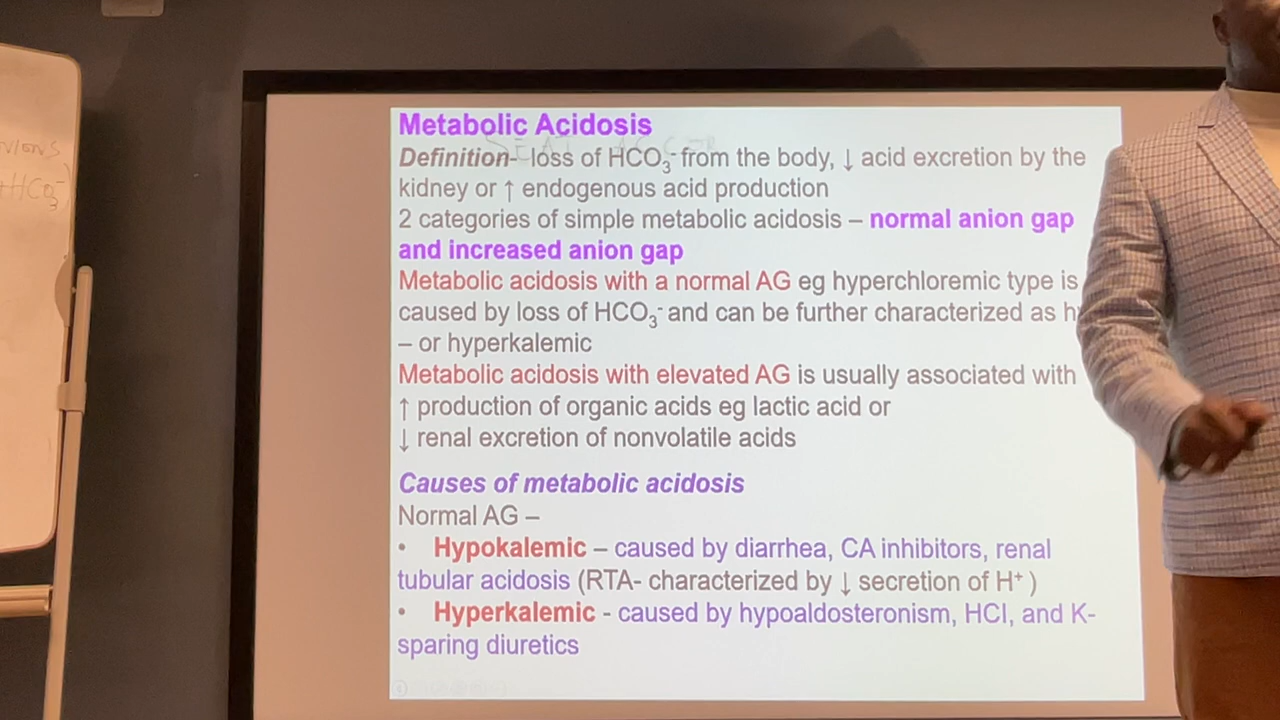 NIONS
+HCO₃⁻)
Metabolic Acidosis
Definition- loss of HCO₃⁻ from the body, ↓ acid excretion by the
kidney or ↑ endogenous acid production
2 categories of simple metabolic acidosis – normal anion gap
and increased anion gap
Metabolic acidosis with a normal AG eg hyperchloremic type is
caused by loss of HCO₃⁻ and can be further characterized as
– or hyperkalemic
Metabolic acidosis with elevated AG is usually associated with
↑ production of organic acids eg lactic acid or
↓ renal excretion of nonvolatile acids
Causes of metabolic acidosis
Normal AG –
• Hypokalemic – caused by diarrhea, CA inhibitors, renal
tubular acidosis (RTA- characterized by ↓ secretion of H⁺ )
• Hyperkalemic - caused by hypoaldosteronism, HCl, and K-
sparing diuretics